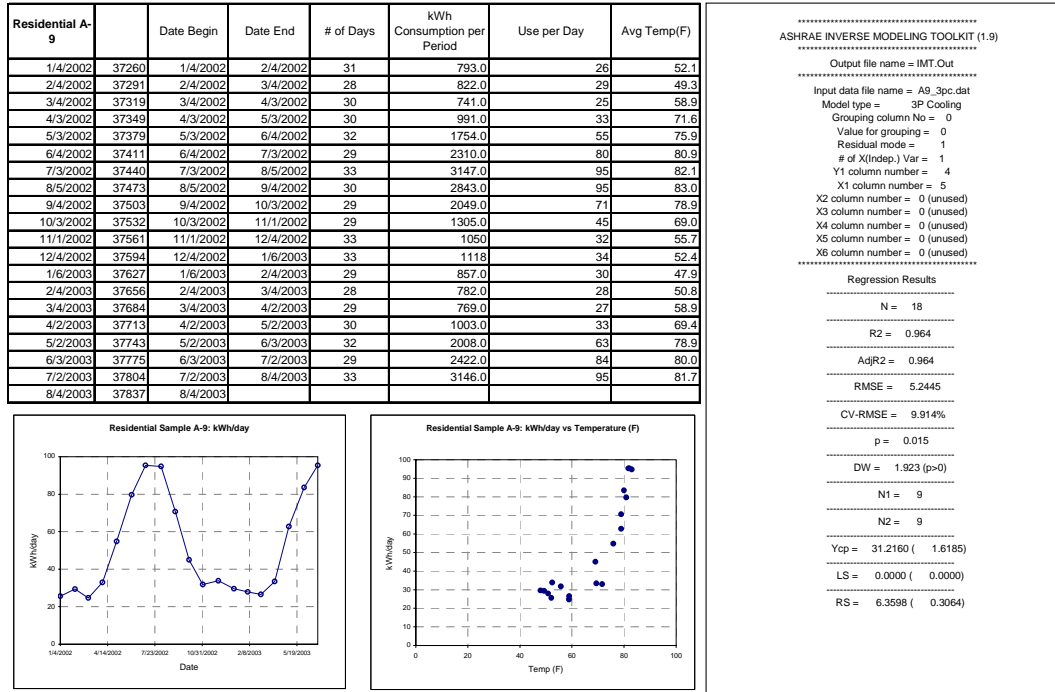 Residential A-9 Date Begin Date End # of Days kWh Consumption per Period Use per Day Avg Temp(F)
1/4/2002 37260 1/4/2002 2/4/2002 31 793.0 26 52.1
2/4/2002 37291 2/4/2002 3/4/2002 28 822.0 29 49.3
3/4/2002 37319 3/4/2002 4/3/2002 30 741.0 25 58.9
4/3/2002 37349 4/3/2002 5/3/2002 30 991.0 33 71.6
5/3/2002 37379 5/3/2002 6/4/2002 32 1754.0 55 75.9
6/4/2002 37411 6/4/2002 7/3/2002 29 2310.0 80 80.9
7/3/2002 37440 7/3/2002 8/5/2002 33 3147.0 95 82.1
8/5/2002 37473 8/5/2002 9/4/2002 30 2843.0 95 83.0
9/4/2002 37503 9/4/2002 10/3/2002 29 2049.0 71 78.9
10/3/2002 37532 10/3/2002 11/1/2002 29 1305.0 45 69.0
11/1/2002 37561 11/1/2002 12/4/2002 33 1050 32 55.7
12/4/2002 37594 12/4/2002 1/6/2003 33 1118 34 52.4
1/6/2003 37627 1/6/2003 2/4/2003 29 857.0 30 47.9
2/4/2003 37656 2/4/2003 3/4/2003 28 782.0 28 50.8
3/4/2003 37684 3/4/2003 4/2/2003 29 769.0 27 58.9
4/2/2003 37713 4/2/2003 5/2/2003 30 1003.0 33 69.4
5/2/2003 37743 5/2/2003 6/3/2003 32 2008.0 63 78.9
6/3/2003 37775 6/3/2003 7/2/2003 29 2422.0 84 80.0
7/2/2003 37804 7/2/2003 8/4/2003 33 3146.0 95 81.7
8/4/2003 37837 8/4/2003
Residential Sample A-9: kWh/day
kWh/day
100
80
60
40
20
0
1/4/2002 4/14/2002 7/23/2002 10/31/2002 2/8/2003 5/19/2003
Date
Residential Sample A-9: kWh/day vs Temperature (F)
kWh/day
100
90
80
70
60
50
40
30
20
10
0
0 20 40 60 80 100
Temp (F)
*******************************************
ASHRAE INVERSE MODELING TOOLKIT (1.9)
*******************************************
Output file name = IMT.Out
*******************************************
Input data file name = A9_3pc.dat
Model type = 3P Cooling
Grouping column No = 0
Value for grouping = 0
Residual mode = 1
# of X(Indep.) Var = 1
Y1 column number = 4
X1 column number = 5
X2 column number = 0 (unused)
X3 column number = 0 (unused)
X4 column number = 0 (unused)
X5 column number = 0 (unused)
X6 column number = 0 (unused)
*******************************************
Regression Results
--------------------------------------
N = 18
--------------------------------------
R2 = 0.964
--------------------------------------
AdjR2 = 0.964
--------------------------------------
RMSE = 5.2445
--------------------------------------
CV-RMSE = 9.914%
--------------------------------------
p = 0.015
--------------------------------------
DW = 1.923 (p>0)
--------------------------------------
N1 = 9
--------------------------------------
N2 = 9
--------------------------------------
Ycp = 31.2160 ( 1.6185)
--------------------------------------
LS = 0.0000 ( 0.0000)
--------------------------------------
RS = 6.3598 ( 0.3064)